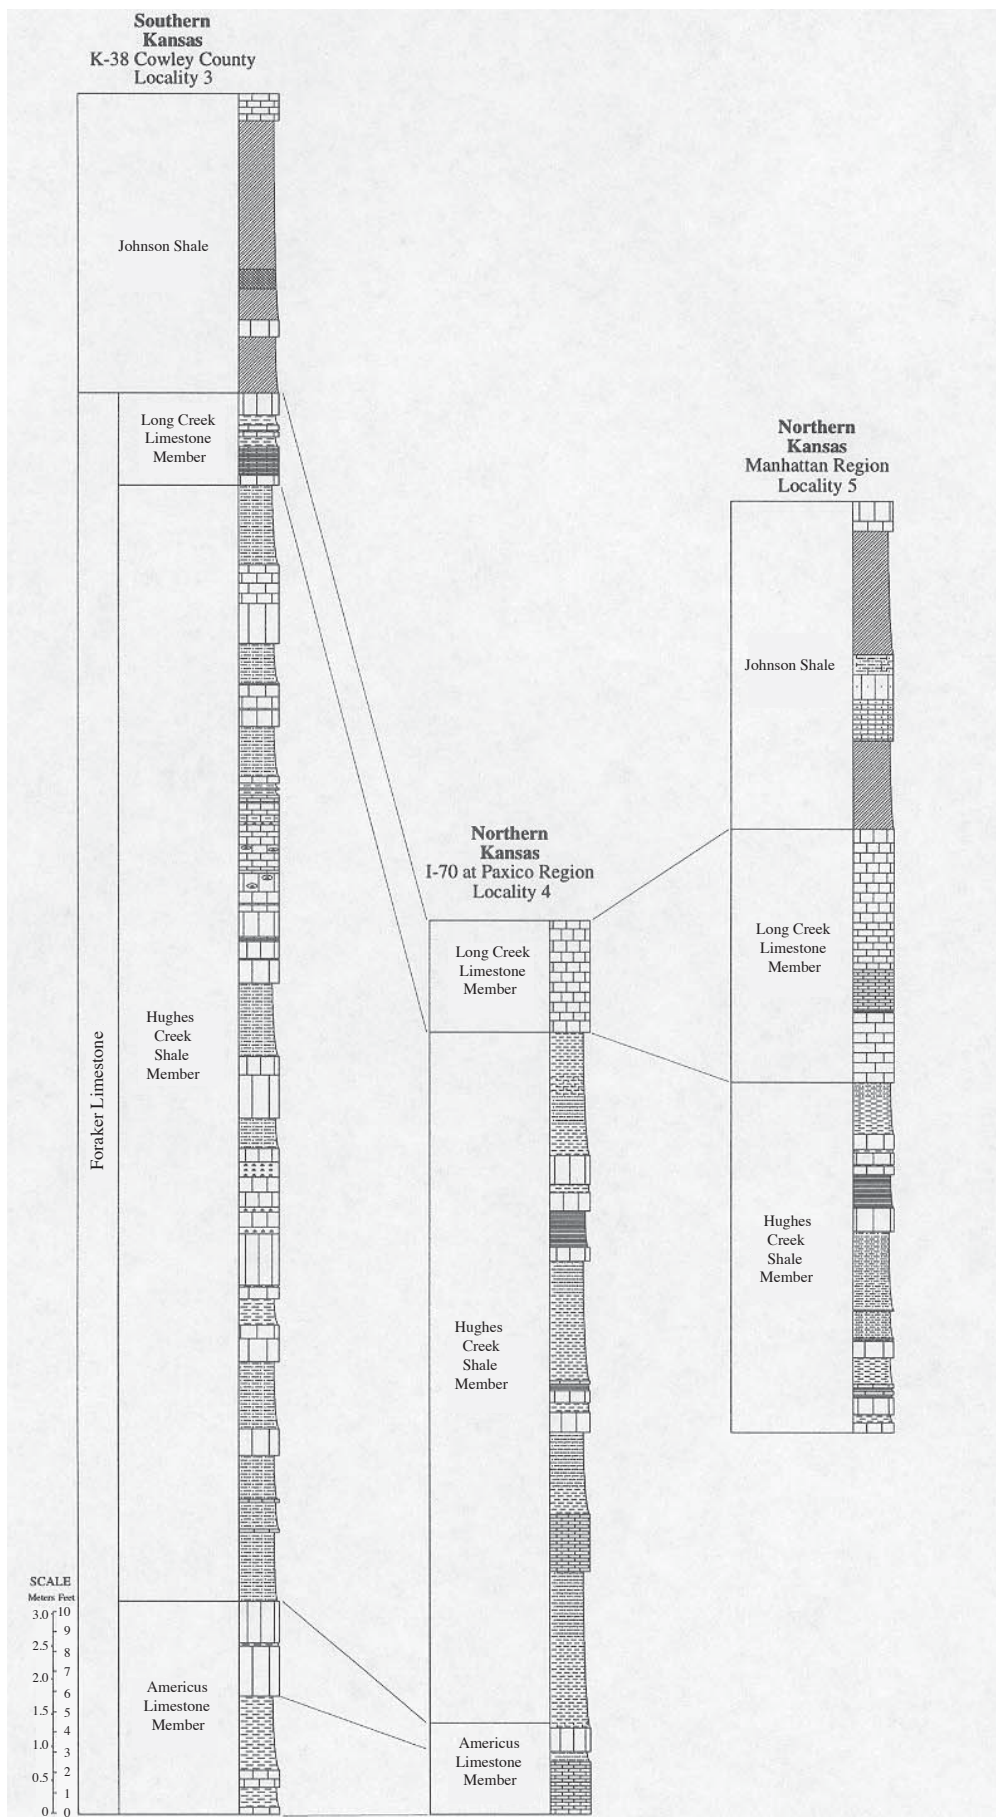 Southern
Kansas
K-38 Cowley County
Locality 3
Johnson Shale
Long Creek
Limestone
Member
Hughes
Creek
Shale
Member
Foraker Limestone
Americus
Limestone
Member
Northern
Kansas
I-70 at Paxico Region
Locality 4
Long Creek
Limestone
Member
Hughes
Creek
Shale
Member
Americus
Limestone
Member
Northern
Kansas
Manhattan Region
Locality 5
Johnson Shale
Long Creek
Limestone
Member
Hughes
Creek
Shale
Member
SCALE
Meters Feet
3.0 10
9
2.5 8
7
2.0 6
1.5 5
4
1.0 3
0.5 2
1
0 0